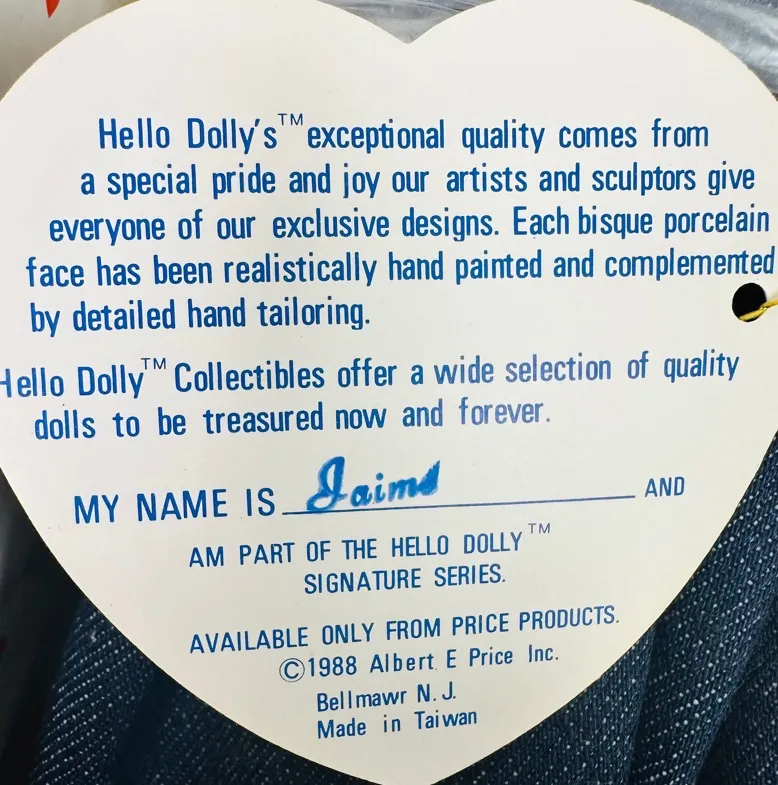 Hello Dolly's™ exceptional quality comes from
a special pride and joy our artists and sculptors give
everyone of our exclusive designs. Each bisque porcelain
face has been realistically hand painted and complemented
by detailed hand tailoring.
Hello Dolly™ Collectibles offer a wide selection of quality
dolls to be treasured now and forever.
MY NAME IS Jaime AND
AM PART OF THE HELLO DOLLY™
SIGNATURE SERIES.
AVAILABLE ONLY FROM PRICE PRODUCTS.
©1988 Albert E Price Inc.
Bellmawr N. J.
Made in Taiwan